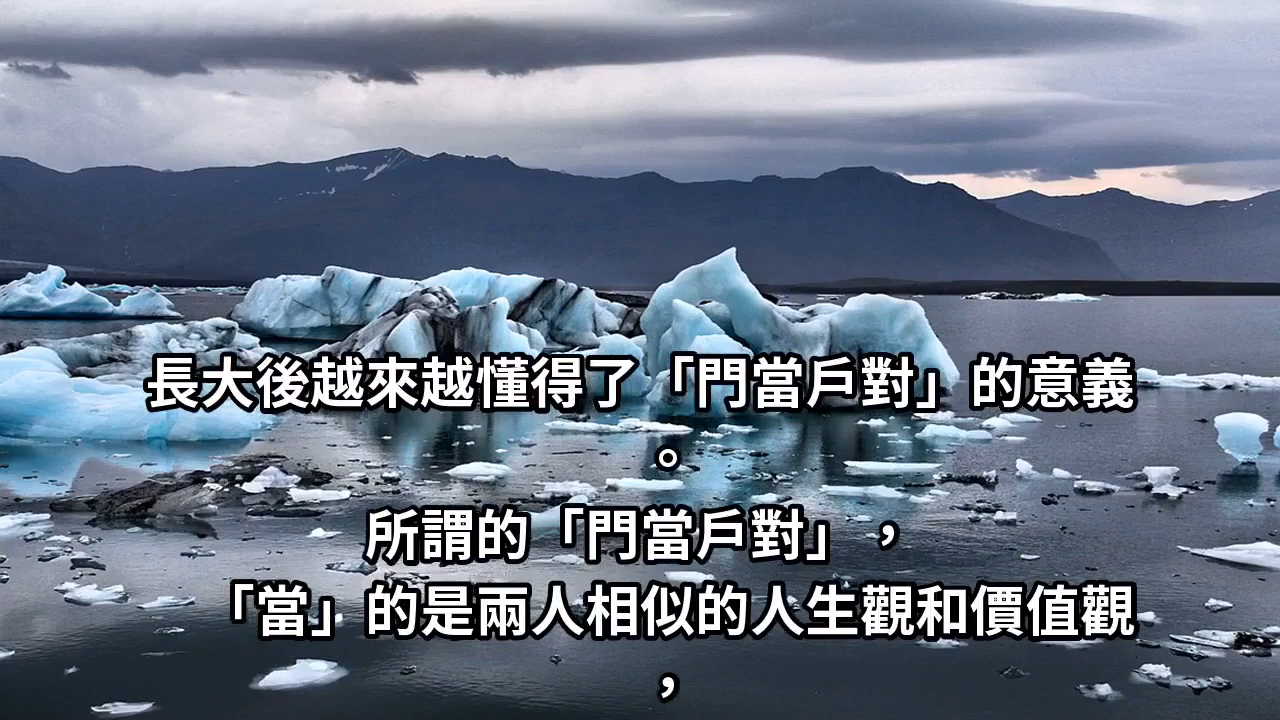 長大後越來越懂得了「門當戶對」的意義
。
所謂的「門當戶對」，
「當」的是兩人相似的人生觀和價值觀
，